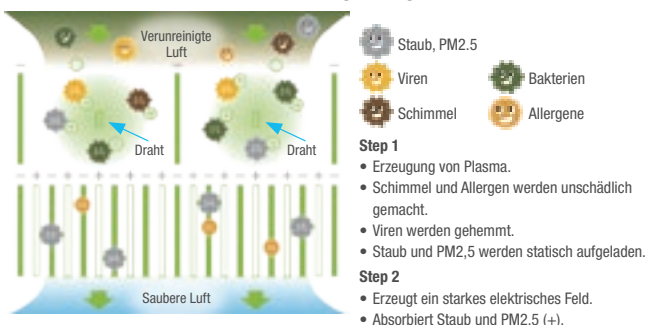 Verunreinigte
Luft
Draht
Draht
Saubere Luft
Staub, PM2.5
Viren
Bakterien
Schimmel
Allergene
Step 1
• Erzeugung von Plasma.
• Schimmel und Allergen werden unschädlich
gemacht.
• Viren werden gehemmt.
• Staub und PM2,5 werden statisch aufgeladen.
Step 2
• Erzeugt ein starkes elektrisches Feld.
• Absorbiert Staub und PM2.5 (+).